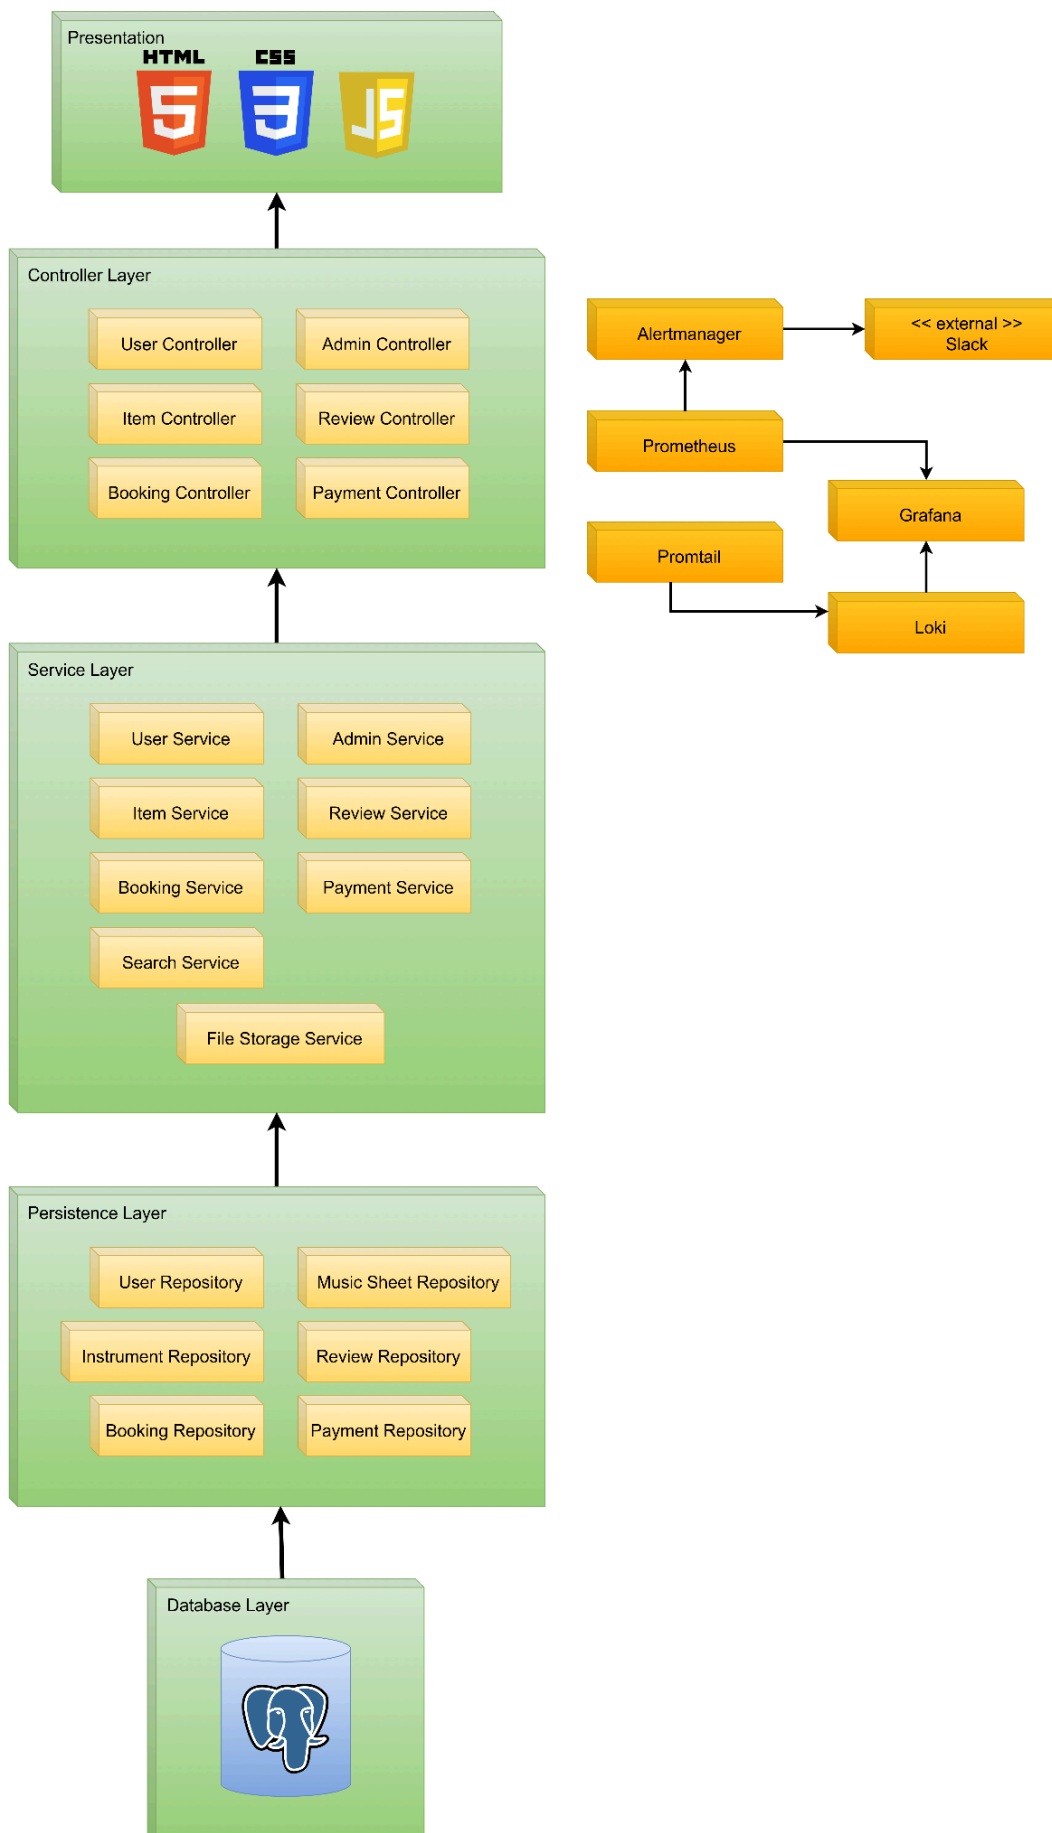 Presentation
HTML
CSS
5
3
JS
Controller Layer
User Controller
Admin Controller
Item Controller
Review Controller
Booking Controller
Payment Controller
Alertmanager
<< external >>
Slack
Prometheus
Grafana
Promtail
Loki
Service Layer
User Service
Admin Service
Item Service
Review Service
Booking Service
Payment Service
Search Service
File Storage Service
Persistence Layer
User Repository
Music Sheet Repository
Instrument Repository
Review Repository
Booking Repository
Payment Repository
Database Layer